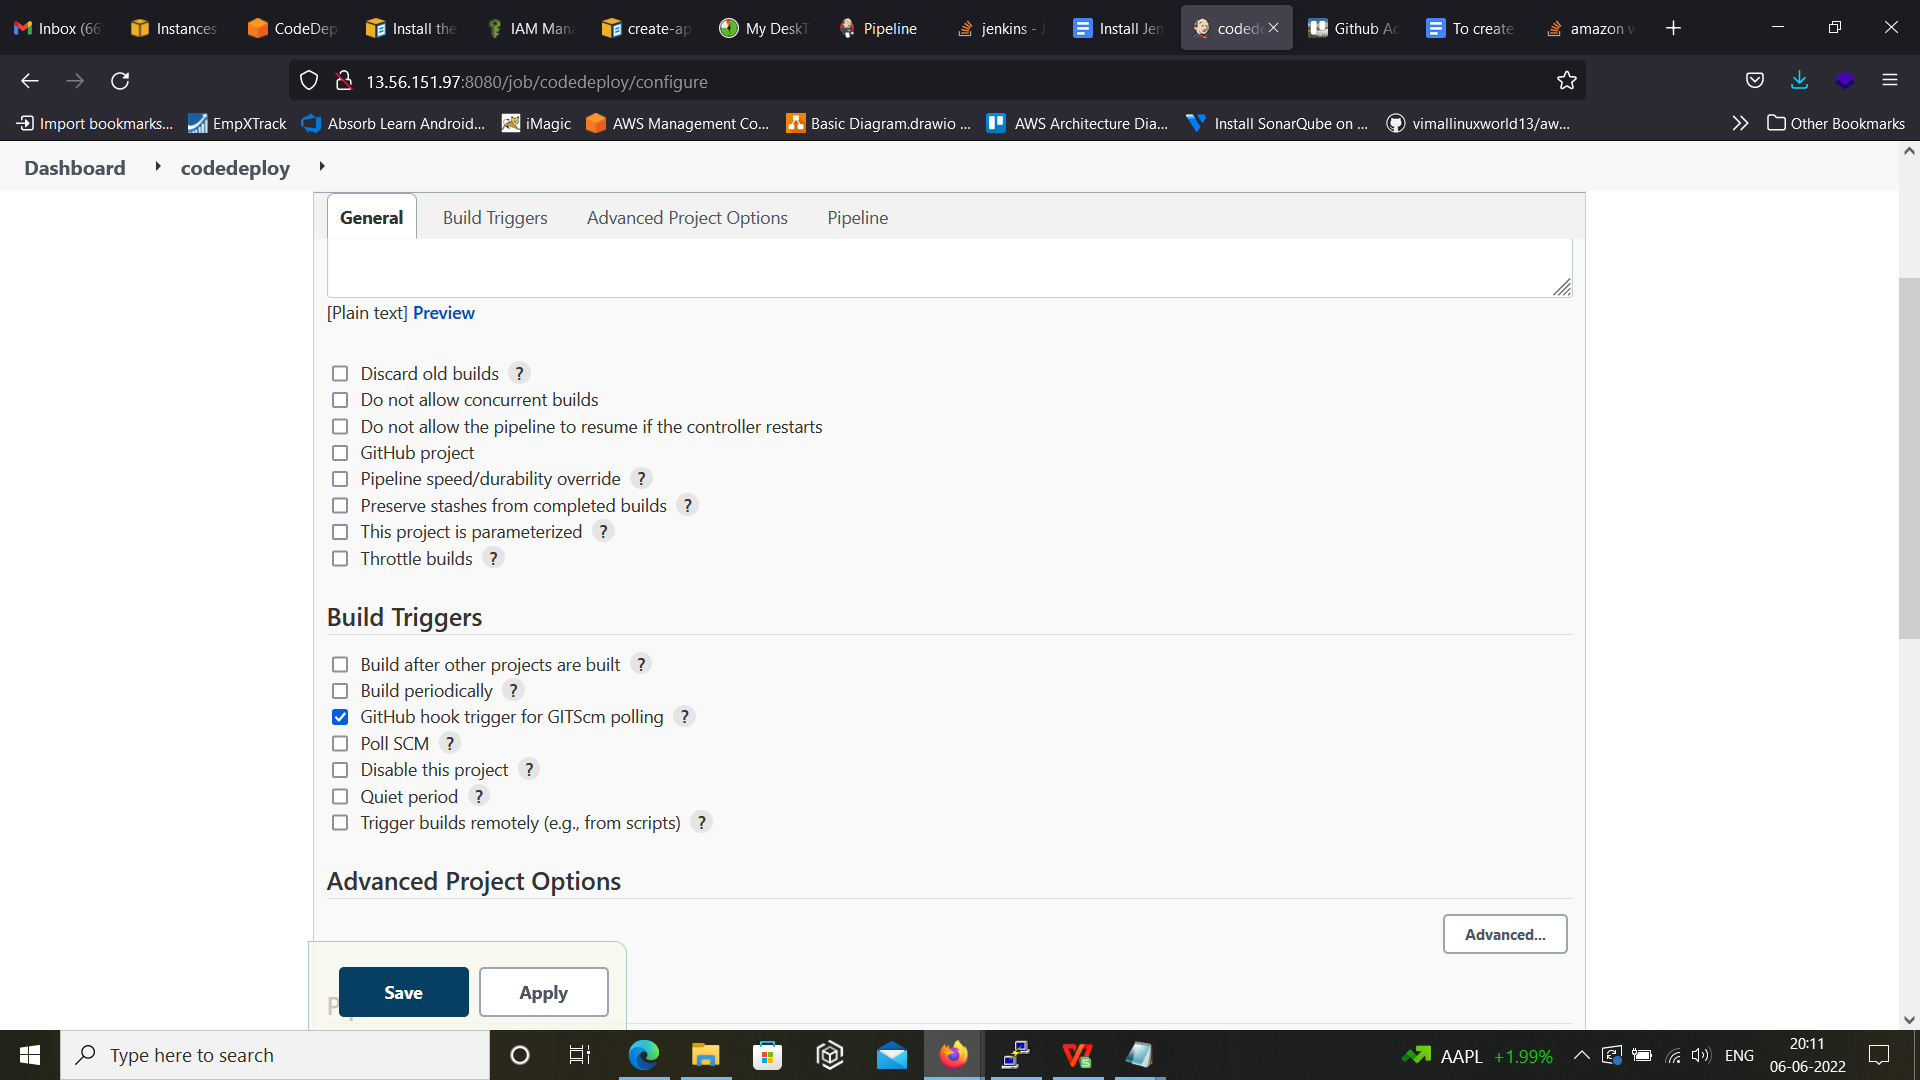 Inbox (66
Instances
CodeDep
Install the
IAM Mana
create-ap
My DeskT
Pipeline
jenkins - J
Install Jen
codede
Github Ac
To create
amazon w
13.56.151.97:8080/job/codedeploy/configure
Import bookmarks...
EmpXTrack
Absorb Learn Android...
iMagic
AWS Management Co...
Basic Diagram.drawio ...
AWS Architecture Dia...
Install SonarQube on ...
vimallinuxworld13/aw...
Other Bookmarks
Dashboard
codedeploy
General
Build Triggers
Advanced Project Options
Pipeline
[Plain text] Preview
Discard old builds ?
Do not allow concurrent builds
Do not allow the pipeline to resume if the controller restarts
GitHub project
Pipeline speed/durability override ?
Preserve stashes from completed builds ?
This project is parameterized ?
Throttle builds ?
Build Triggers
Build after other projects are built ?
Build periodically ?
GitHub hook trigger for GITScm polling ?
Poll SCM ?
Disable this project ?
Quiet period ?
Trigger builds remotely (e.g., from scripts) ?
Advanced Project Options
Advanced...
Save
Apply
Type here to search
AAPL +1.99%
ENG
20:11
06-06-2022